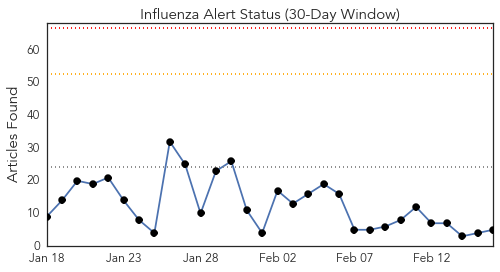 Influenza Alert Status (30-Day Window)
Articles Found
60
50
40
30
20
10
0
Jan 18 Jan 23 Jan 28 Feb 02 Feb 07 Feb 12